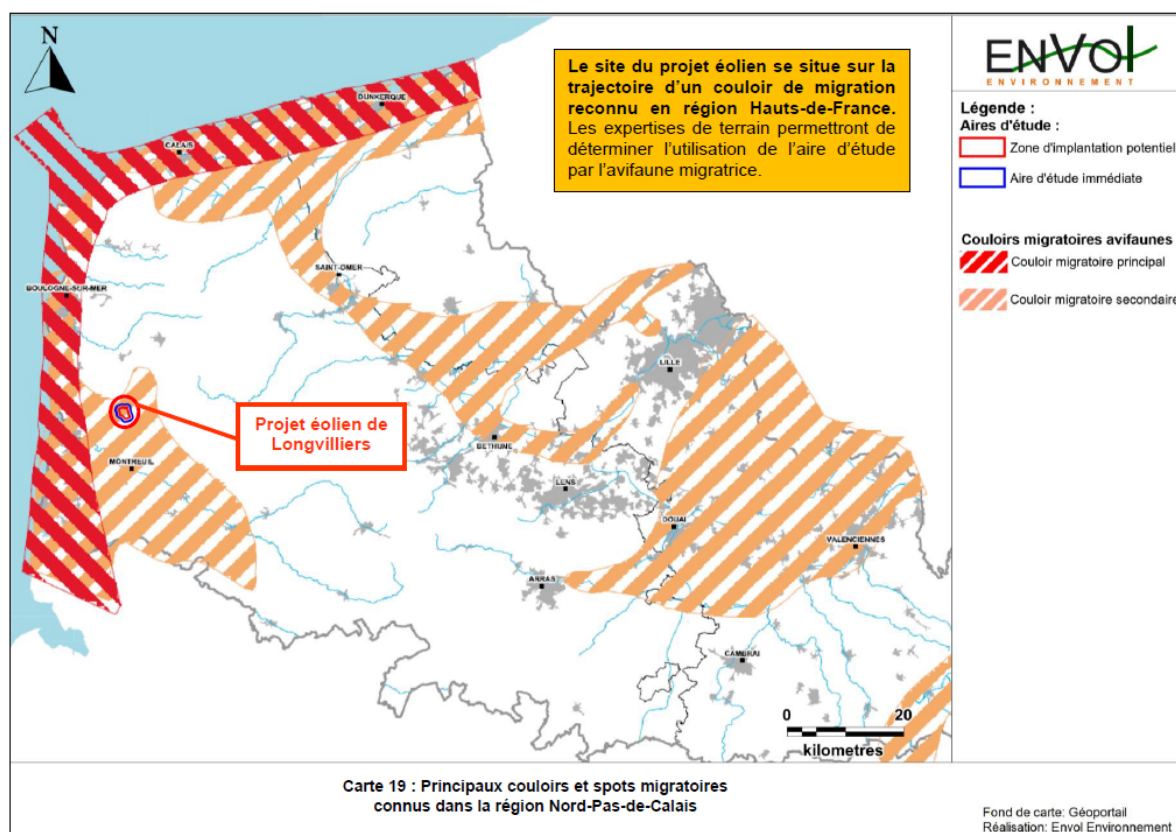 N
Le site du projet éolien se situe sur la
trajectoire d'un couloir de migration
reconnu en région Hauts-de-France.
Les expertises de terrain permettront de
déterminer l'utilisation de l'aire d'étude
par l'avifaune migratrice.
ENVOl
ENVIRONNEMENT
Légende :
Aires d'étude :
Zone d'implantation potentiel
Aire d'étude immédiate
Couloirs migratoires avifaunes
Couloir migratoire principal
Couloir migratoire secondaire
DUNKERQUE
CALAIS
SAINT-OMER
BOULOGNE-SUR-MER
LILLE
Projet éolien de
Longvilliers
BETHUNE
MONTREUIL
LENS
DOUAI
VALENCIENNES
ARRAS
CAMBRAI
0 20
kilometres
Carte 19 : Principaux couloirs et spots migratoires
connus dans la région Nord-Pas-de-Calais
Fond de carte: Géoportail
Réalisation: Envol Environnement